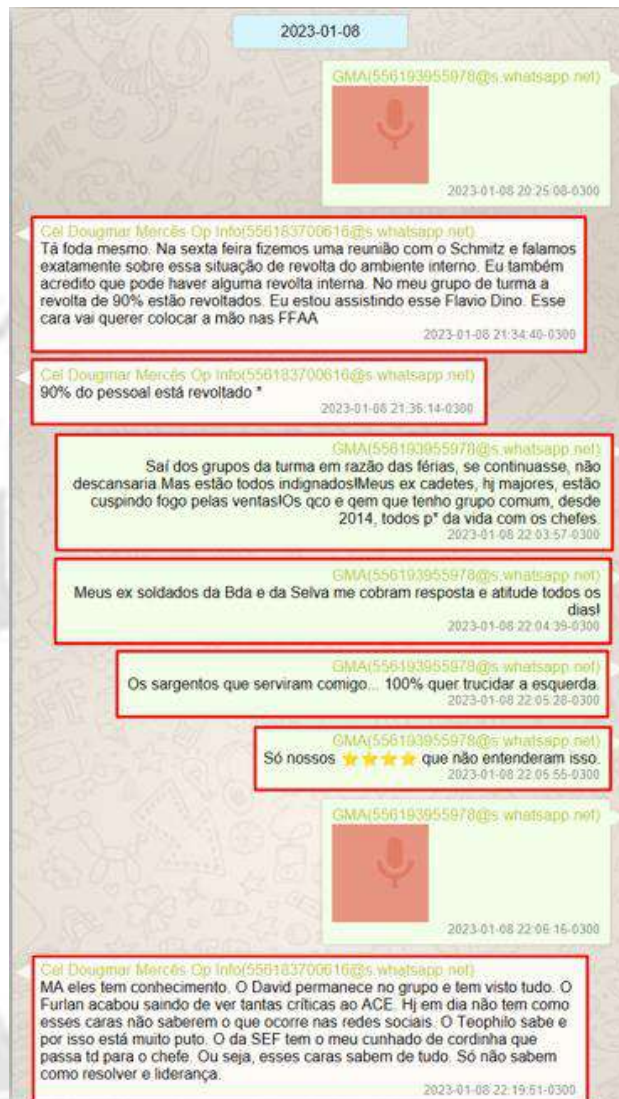 2023-01-08
GMA(556193955978@s.whatsapp.net)
2023-01-08 20:25:08-0300
Cel Dougmar Mercês Op Info(556183700616@s.whatsapp.net)
Tá foda mesmo. Na sexta feira fizemos uma reunião com o Schmitz e falamos
exatamente sobre essa situação de revolta do ambiente interno. Eu também
acredito que pode haver alguma revolta interna. No meu grupo de turma a
revolta de 90% estão revoltados. Eu estou assistindo esse Flavio Dino. Esse
cara vai querer colocar a mão nas FFAA
2023-01-08 21:34:40-0300
Cel Dougmar Mercês Op Info(556183700616@s.whatsapp.net)
90% do pessoal está revoltado *
2023-01-08 21:36:14-0300
GMA(556193955978@s.whatsapp.net)
Saí dos grupos da turma em razão das férias, se continuasse, não
descansaria.Mas estão todos indignados!Meus ex cadetes, hj majores, estão
cuspindo fogo pelas ventas!Os qco e qem que tenho grupo comum, desde
2014, todos p* da vida com os chefes.
2023-01-08 22:03:57-0300
GMA(556193955978@s.whatsapp.net)
Meus ex soldados da Bda e da Selva me cobram resposta e atitude todos os
dias!
2023-01-08 22:04:39-0300
GMA(556193955978@s.whatsapp.net)
Os sargentos que serviram comigo... 100% quer trucidar a esquerda.
2023-01-08 22:05:28-0300
GMA(556193955978@s.whatsapp.net)
Só nossos ⭐⭐⭐⭐ que não entenderam isso.
2023-01-08 22:05:55-0300
GMA(556193955978@s.whatsapp.net)
2023-01-08 22:06:16-0300
Cel Dougmar Mercês Op Info(556183700616@s.whatsapp.net)
MA eles tem conhecimento. O David permanece no grupo e tem visto tudo. O
Furlan acabou saindo de ver tantas críticas ao ACE. Hj em dia não tem como
esses caras não saberem o que ocorre nas redes sociais. O Teophilo sabe e
por isso está muito puto. O da SEF tem o meu cunhado de cordinha que
passa td para o chefe. Ou seja, esses caras sabem de tudo. Só não sabem
como resolver e liderança.
2023-01-08 22:19:51-0300